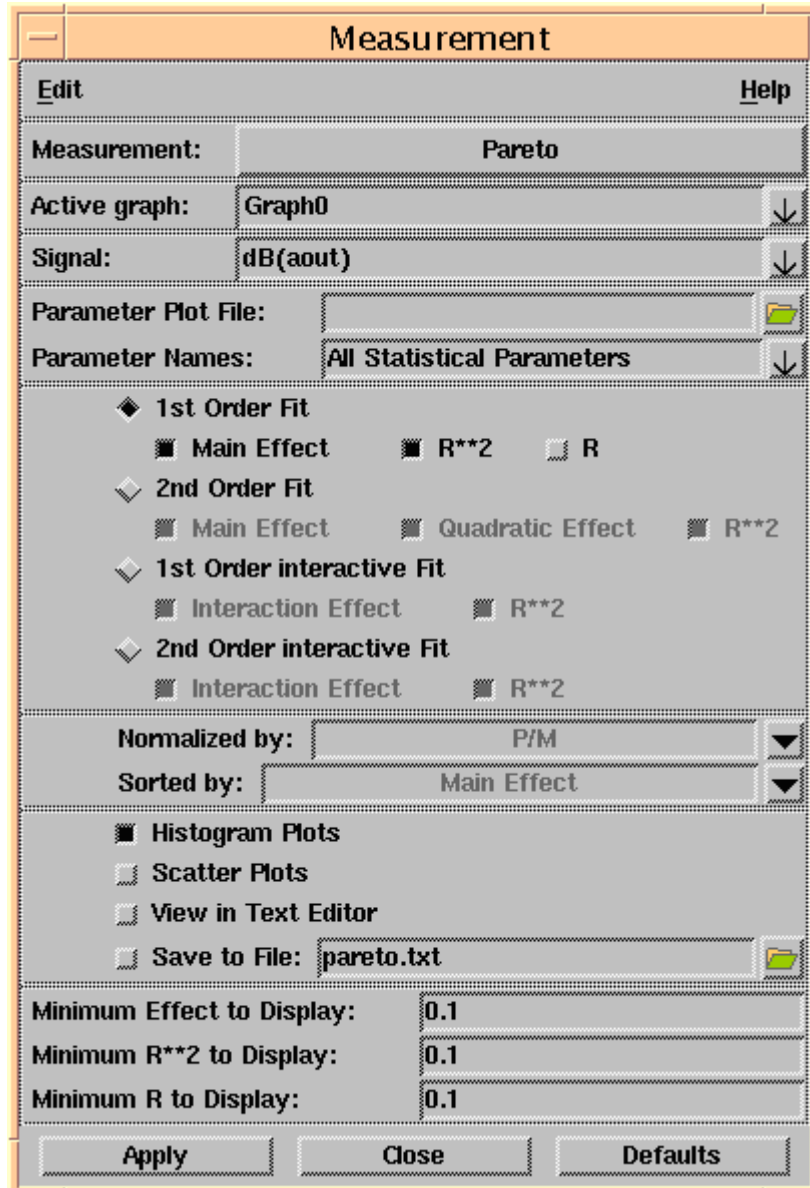 Measurement
Edit Help
Measurement: Pareto
Active graph: Graph0
Signal: dB(aout)
Parameter Plot File:
Parameter Names: All Statistical Parameters
1st Order Fit
Main Effect R**2 R
2nd Order Fit
Main Effect Quadratic Effect R**2
1st Order interactive Fit
Interaction Effect R**2
2nd Order interactive Fit
Interaction Effect R**2
Normalized by: P/M
Sorted by: Main Effect
Histogram Plots
Scatter Plots
View in Text Editor
Save to File: pareto.txt
Minimum Effect to Display: 0.1
Minimum R**2 to Display: 0.1
Minimum R to Display: 0.1
Apply Close Defaults